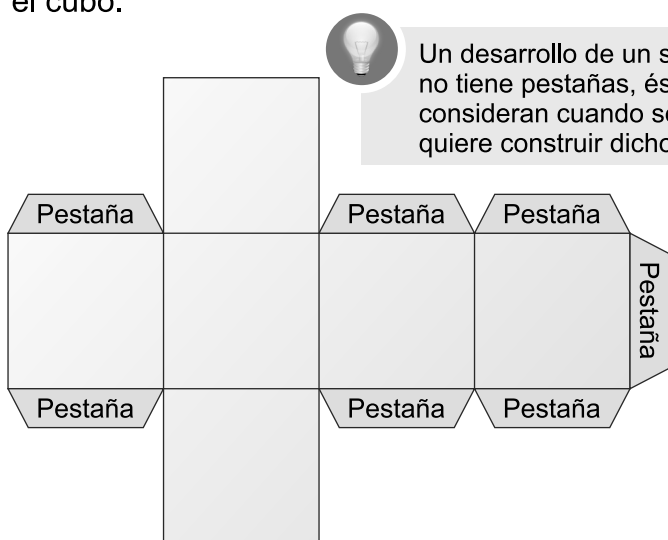 el cubo.
Un desarrollo de un s
no tiene pestañas, és
consideran cuando se
quiere construir dicho
Pestaña
Pestaña
Pestaña
Pestaña
Pestaña
Pestaña
Pestaña